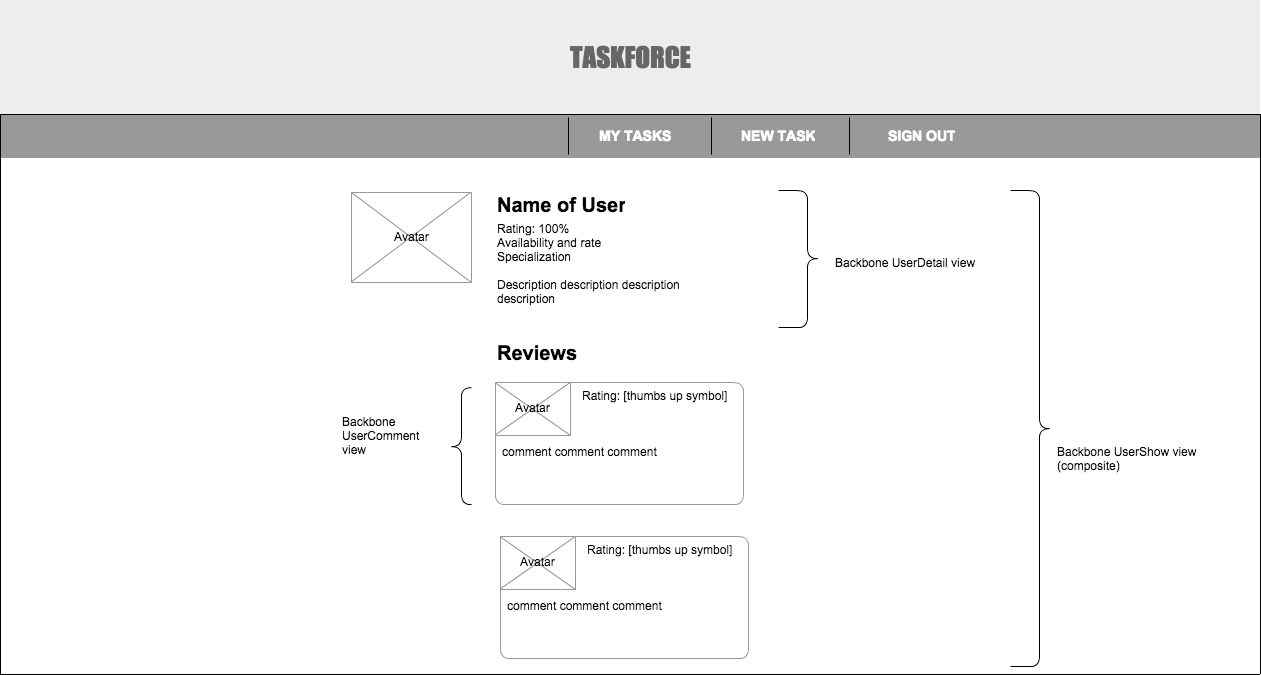 TASKFORCE
MY TASKS
NEW TASK
SIGN OUT
Avatar
Name of User
Rating: 100%
Availability and rate
Specialization
Description description description
description
Backbone UserDetail view
Reviews
Backbone
UserComment
view
Avatar
Rating: [thumbs up symbol]
comment comment comment
Backbone UserShow view
(composite)
Avatar
Rating: [thumbs up symbol]
comment comment comment